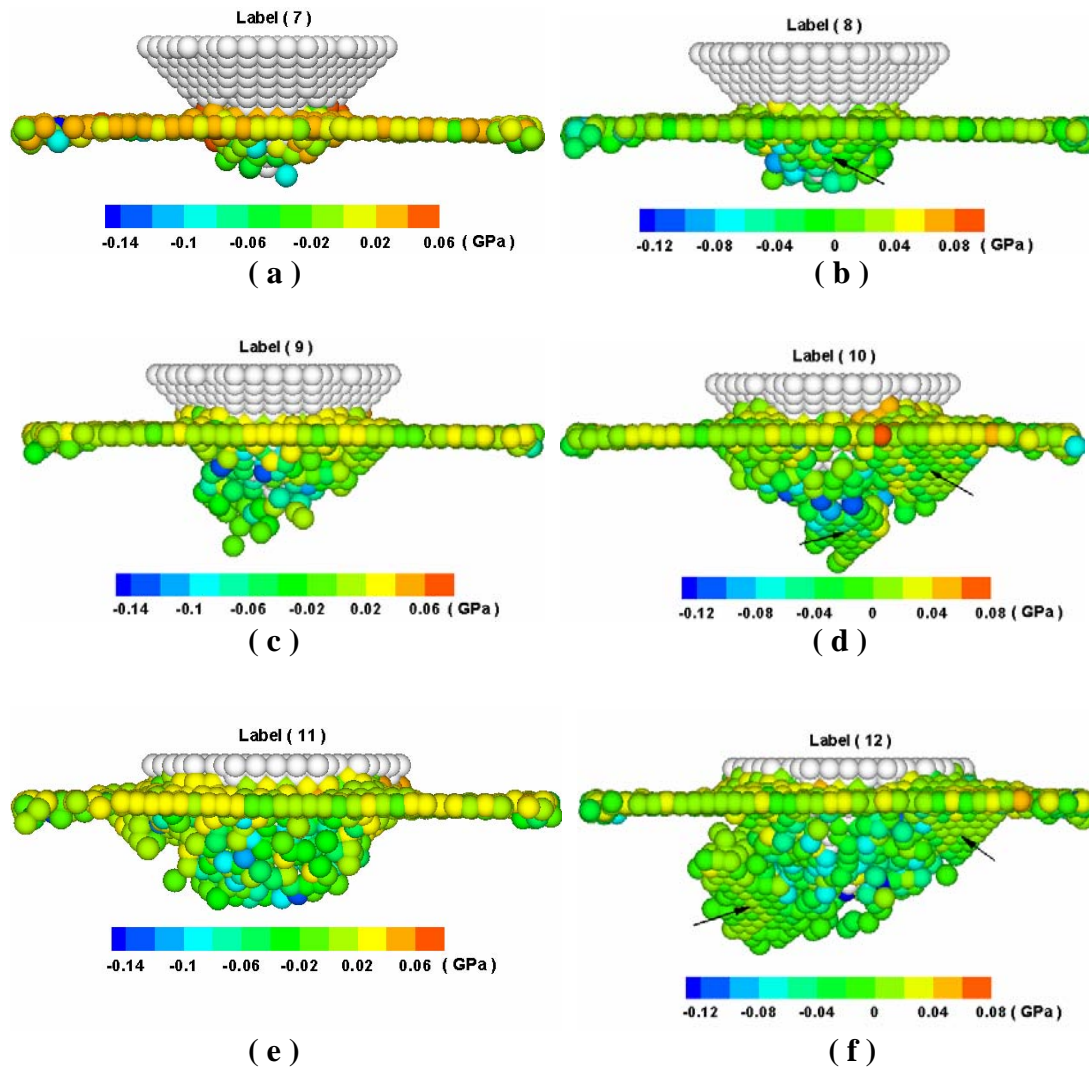 Label ( 7 )
-0.14 -0.1 -0.06 -0.02 0.02 0.06 ( GPa )
( a )
Label ( 8 )
-0.12 -0.08 -0.04 0 0.04 0.08 ( GPa )
( b )
Label ( 9 )
-0.14 -0.1 -0.06 -0.02 0.02 0.06 ( GPa )
( c )
Label ( 10 )
-0.12 -0.08 -0.04 0 0.04 0.08 ( GPa )
( d )
Label ( 11 )
-0.14 -0.1 -0.06 -0.02 0.02 0.06 ( GPa )
( e )
Label ( 12 )
-0.12 -0.08 -0.04 0 0.04 0.08 ( GPa )
( f )